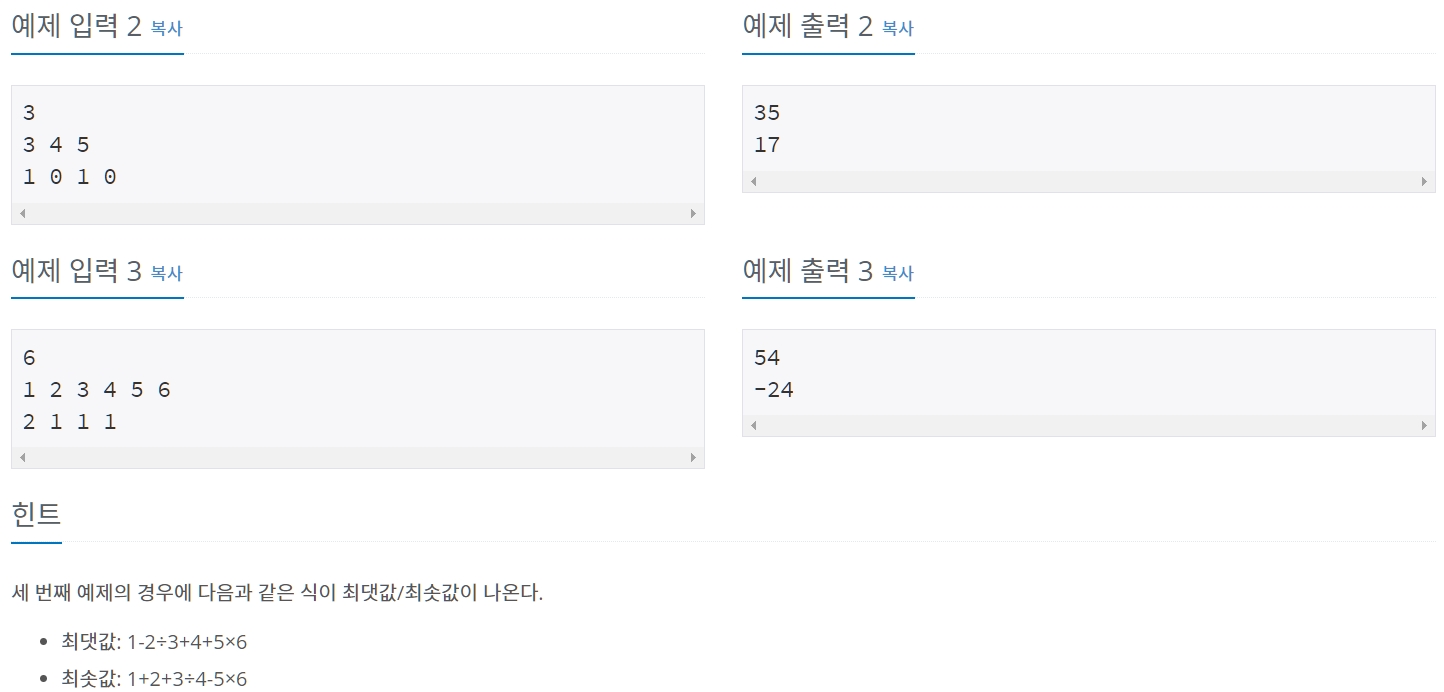 예제 입력 2 복사
3
3 4 5
1 0 1 0
예제 출력 2 복사
35
17
예제 입력 3 복사
6
1 2 3 4 5 6
2 1 1 1
예제 출력 3 복사
54
-24
힌트
세 번째 예제의 경우에 다음과 같은 식이 최댓값/최솟값이 나온다.
• 최댓값: 1-2÷3+4+5×6
• 최솟값: 1+2+3÷4-5×6